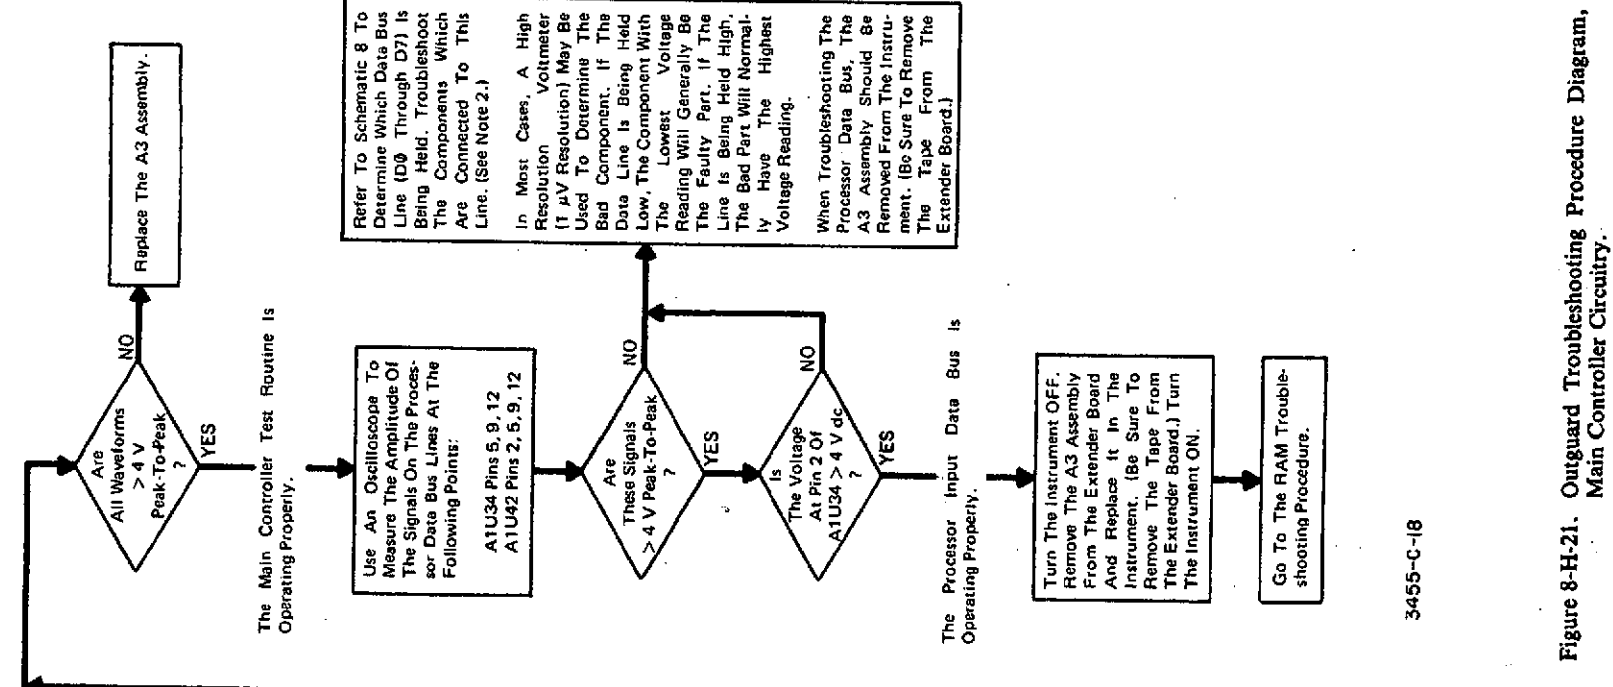 Are
All Waveforms
> 4 V
Peak-To-Peak
?
NO
Replace The A3 Assembly.
YES
The Main Controller Test Routine Is
Operating Properly.
Use An Oscilloscope To
Measure The Amplitude Of
The Signals On The Proces-
sor Data Bus Lines At The
Following Points:
A1U34 Pins 5, 9, 12
A1U42 Pins 2, 5, 9, 12
Are
These Signals
> 4 V Peak-To-Peak
?
NO
YES
Refer To Schematic 8 To
Determine Which Data Bus
Line (DØ Through D7) Is
Being Held. Troubleshoot
The Components Which
Are Connected To This
Line. (See Note 2.)
In Most Cases, A High
Resolution Voltmeter
(1 µV Resolution) May Be
Used To Determine The
Bad Component. If The
Data Line Is Being Held
Low, The Component With
The Lowest Voltage
Reading Will Generally Be
The Faulty Part. If The
Line Is Being Held High,
The Bad Part Will Normal-
ly Have The Highest
Voltage Reading.
When Troubleshooting The
Processor Data Bus, The
A3 Assembly Should Be
Removed From The Instru-
ment. (Be Sure To Remove
The Tape From The
Extender Board.)
Is
The Voltage
At Pin 2 Of
A1U34 > 4 V dc
?
NO
YES
The Processor Input Data Bus Is
Operating Properly.
Turn The Instrument OFF.
Remove The A3 Assembly
From The Extender Board
And Replace It In The
Instrument. (Be Sure To
Remove The Tape From
The Extender Board.) Turn
The Instrument ON.
Go To The RAM Trouble-
shooting Procedure.
3455-C-18
Figure 8-H-21. Outguard Troubleshooting Procedure Diagram,
Main Controller Circuitry.